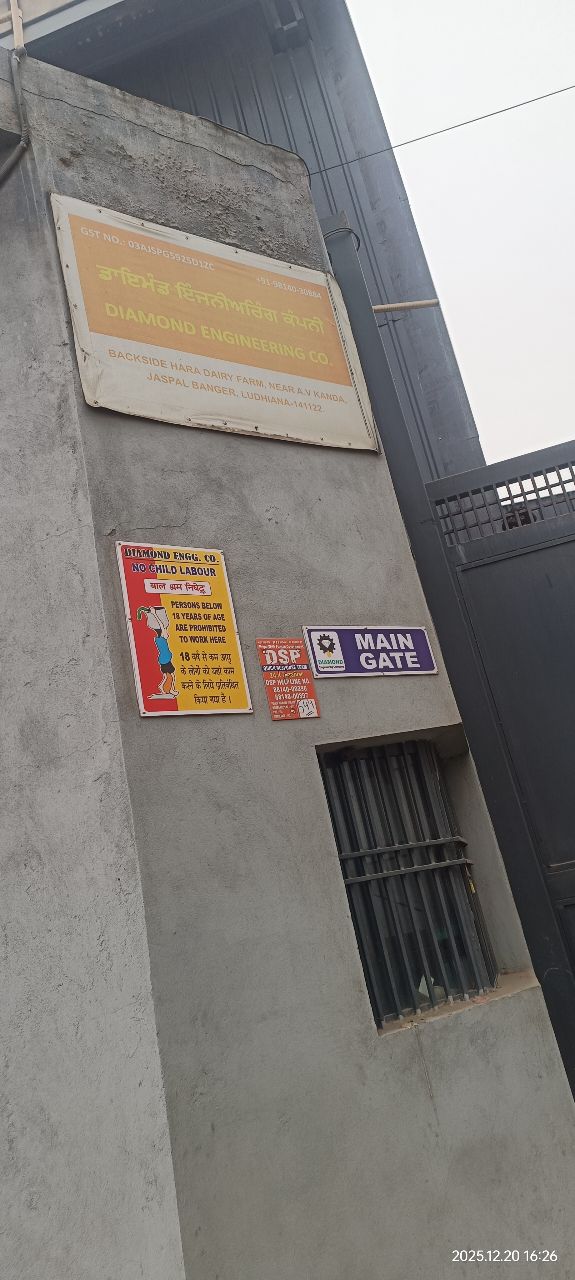 GST NO.: 03AJSPG5925D1ZC
+91-98140-30884
ਡਾਇਮੰਡ ਇੰਜਨੀਅਰਿੰਗ ਕੰਪਨੀ
DIAMOND ENGINEERING CO.
BACKSIDE HARA DAIRY FARM, NEAR A.V KANDA,
JASPAL BANGER, LUDHIANA-141122.
DIAMOND ENGG. CO.
NO CHILD LABOUR
बाल श्रम निषेद्ध
PERSONS BELOW
18 YEARS OF AGE
ARE PROHIBITED
TO WORK HERE
18 वर्ष से कम आयु
के लोगो को यहाँ काम
करने के लिये प्रतिबंधित
किया गया है ।
DSP
DSP HELPLINE NO.
MAIN
GATE
DIAMOND
2025.12.20 16:26